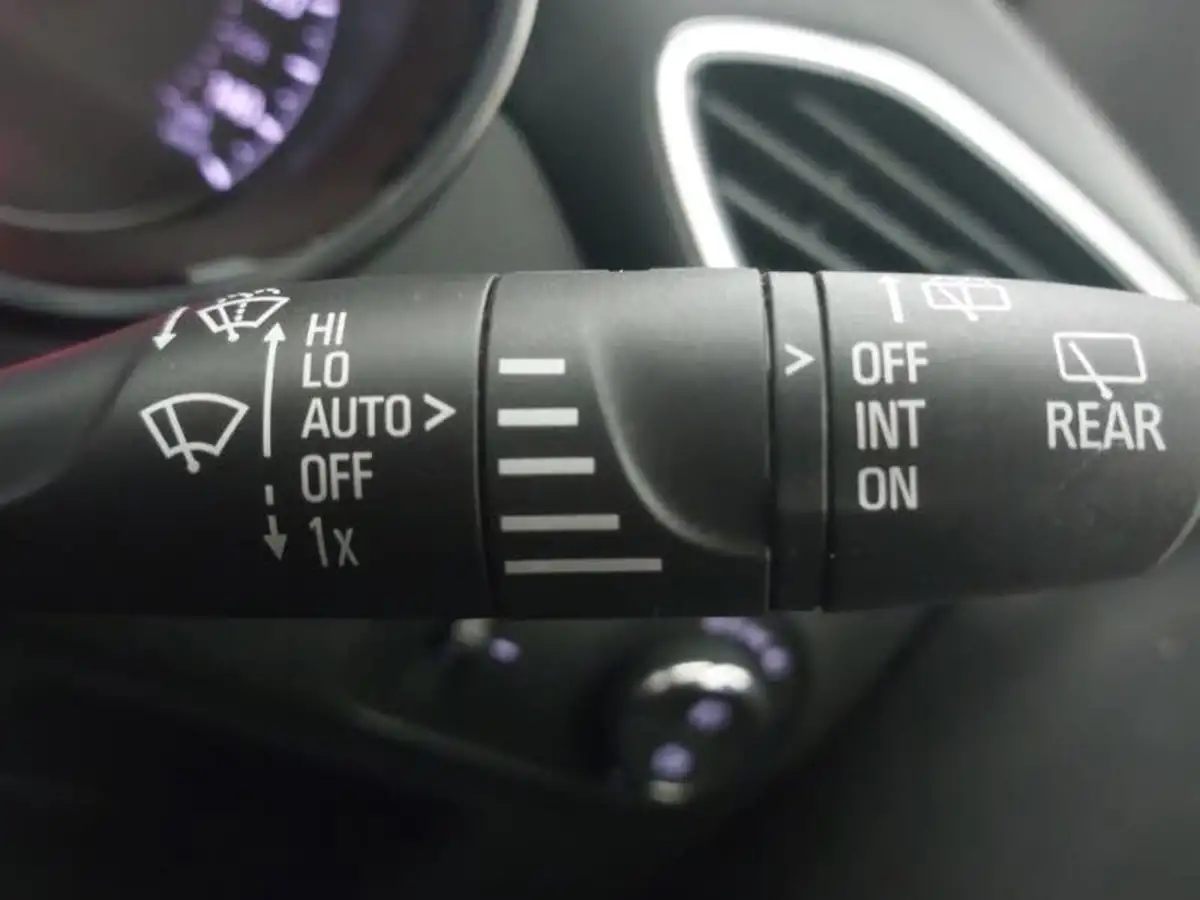 HI
LO
AUTO >
OFF
1x
>
OFF
INT
ON
REAR